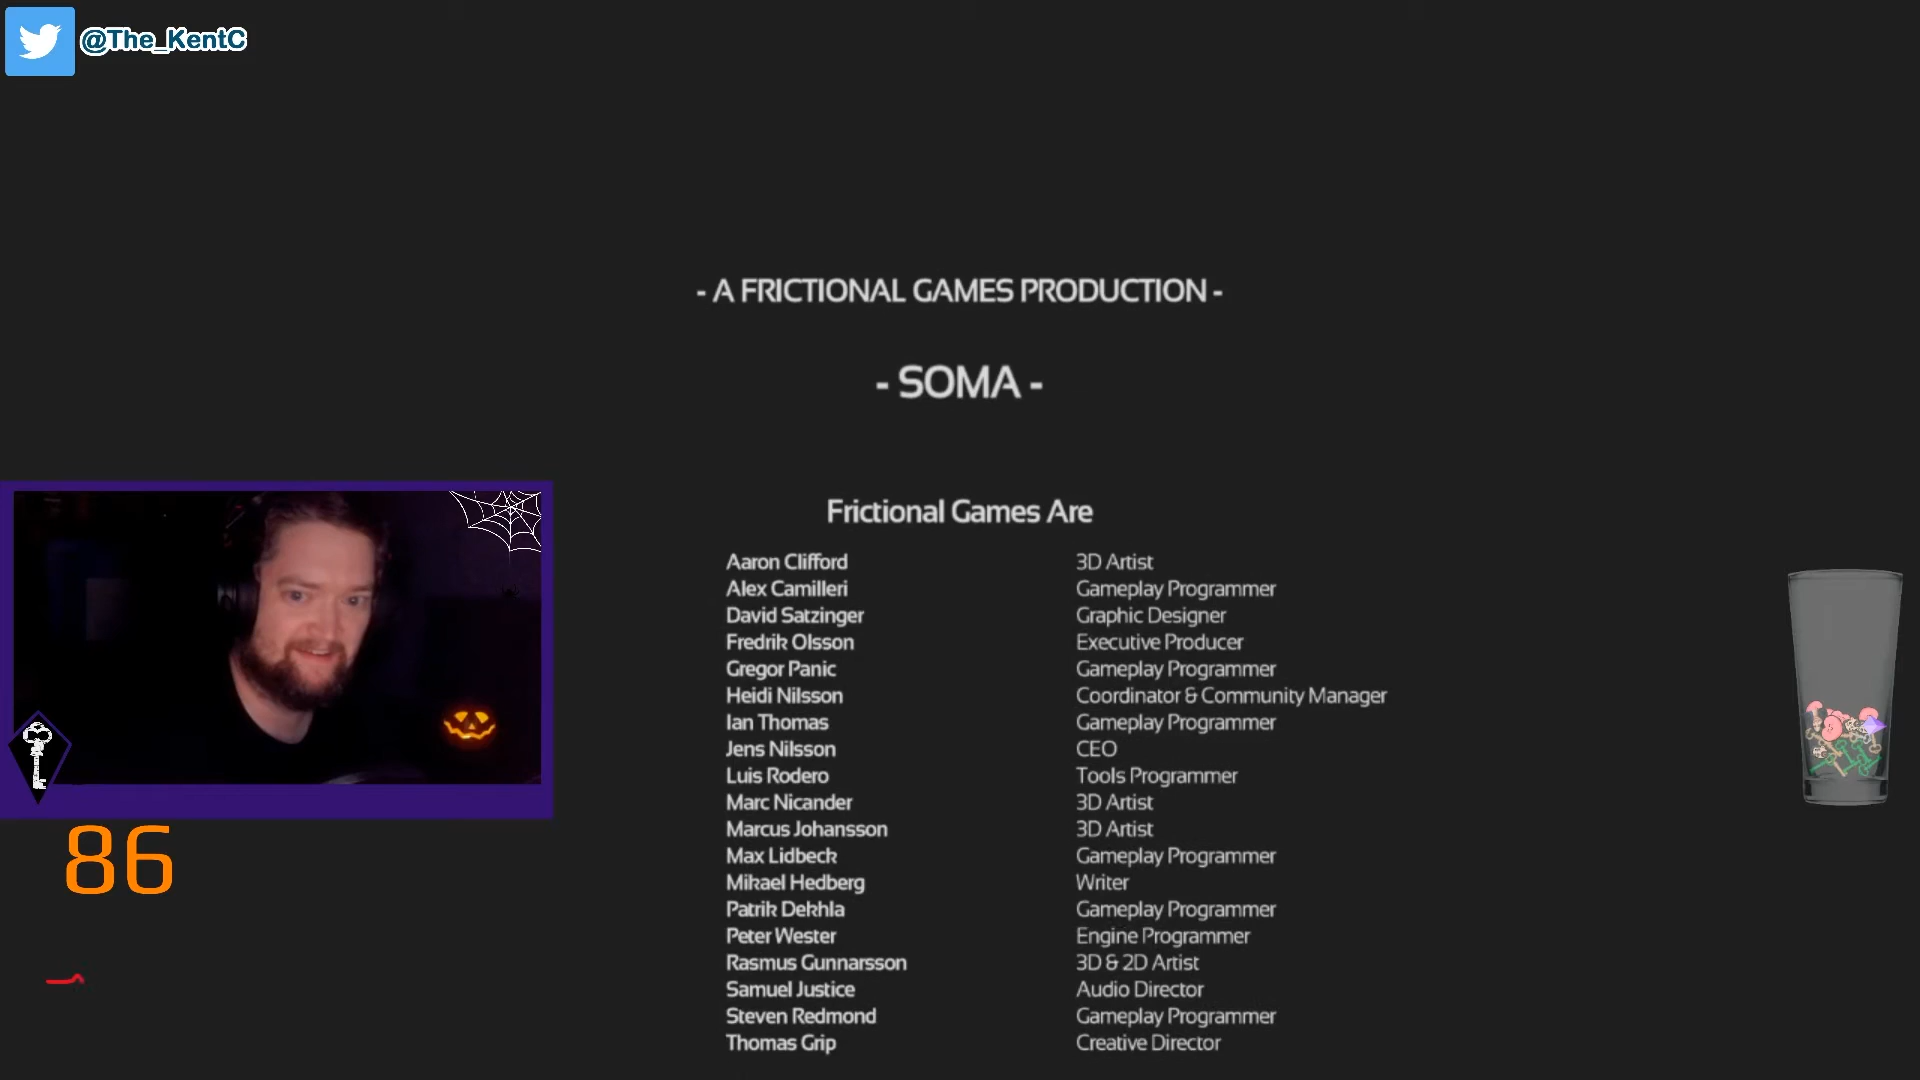 @The_KentC
- A FRICTIONAL GAMES PRODUCTION -
- SOMA -
Frictional Games Are
Aaron Clifford 3D Artist
Alex Camilleri Gameplay Programmer
David Satzinger Graphic Designer
Fredrik Olsson Executive Producer
Gregor Panic Gameplay Programmer
Heidi Nilsson Coordinator & Community Manager
Ian Thomas Gameplay Programmer
Jens Nilsson CEO
Luis Rodero Tools Programmer
Marc Nicander 3D Artist
Marcus Johansson 3D Artist
Max Lidbeck Gameplay Programmer
Mikael Hedberg Writer
Patrik Dekhla Gameplay Programmer
Peter Wester Engine Programmer
Rasmus Gunnarsson 3D & 2D Artist
Samuel Justice Audio Director
Steven Redmond Gameplay Programmer
Thomas Grip Creative Director
86